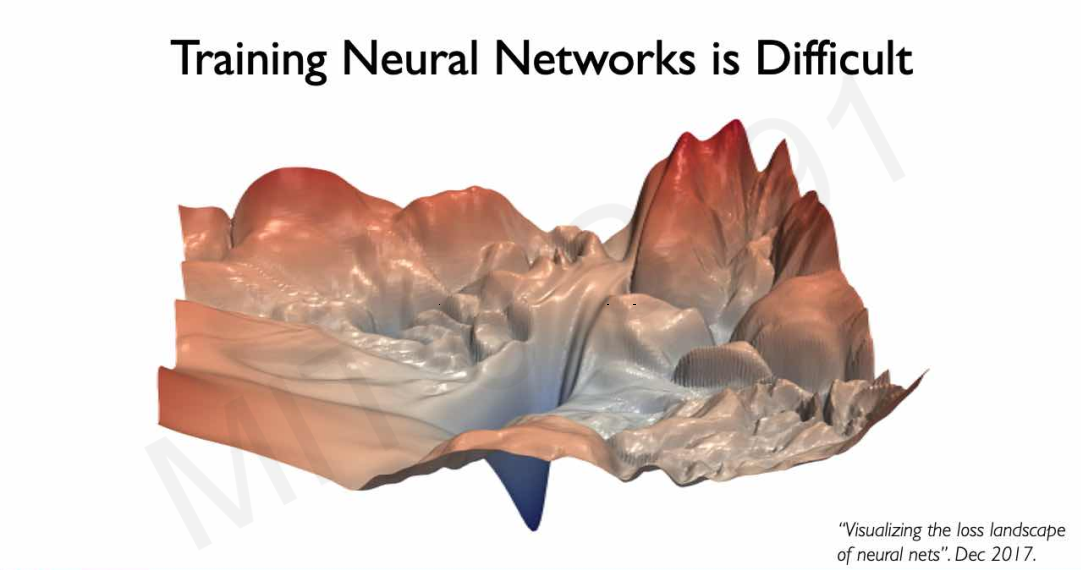 Training Neural Networks is Difficult
“Visualizing the loss landscape
of neural nets”. Dec 2017.